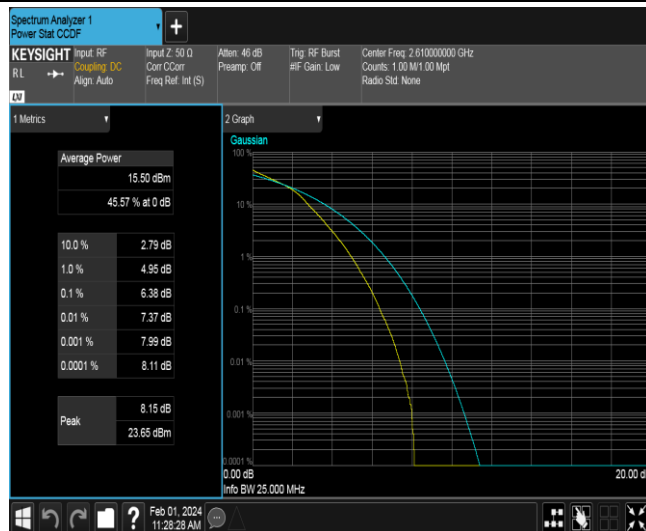 Spectrum Analyzer 1
Power Stat CCDF
+
KEYSIGHT
RL
LXI
Input: RF
Coupling: DC
Align: Auto
Input Z: 50 Ω
Corr CCorr
Freq Ref: Int (S)
Atten: 46 dB
Preamp: Off
Trig: RF Burst
#IF Gain: Low
Center Freq: 2.610000000 GHz
Counts: 1.00 M/1.00 Mpt
Radio Std: None
1 Metrics
Average Power
15.50 dBm
45.57 % at 0 dB
10.0 % 2.79 dB
1.0 % 4.95 dB
0.1 % 6.38 dB
0.01 % 7.37 dB
0.001 % 7.99 dB
0.0001 % 8.11 dB
Peak
8.15 dB
23.65 dBm
2 Graph
Gaussian
100 %
10 %
1 %
0.1 %
0.01 %
0.001 %
0.0001 %
0.00 dB
20.00 d
Info BW 25.000 MHz
?
Feb 01, 2024
11:28:28 AM